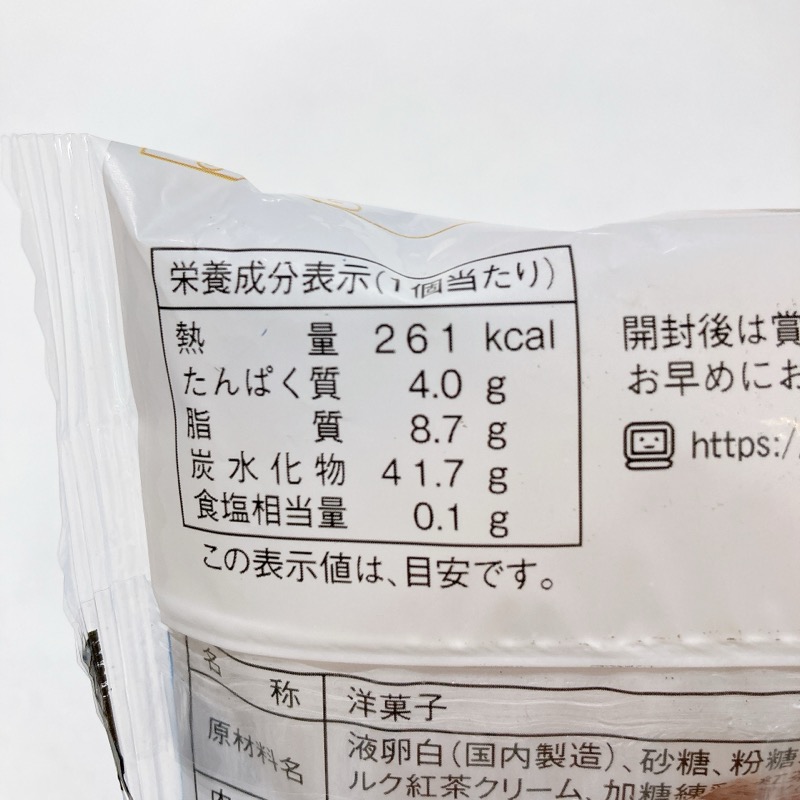 栄養成分表示(1個当たり)
熱量 261 kcal
たんぱく質 4.0 g
脂質 8.7 g
炭水化物 41.7 g
食塩相当量 0.1 g
この表示値は、目安です。
開封後は賞
お早めにお
https:/
名称 洋菓子
原材料名 液卵白(国内製造)、砂糖、粉糖
ルク紅茶クリーム、加糖練
内